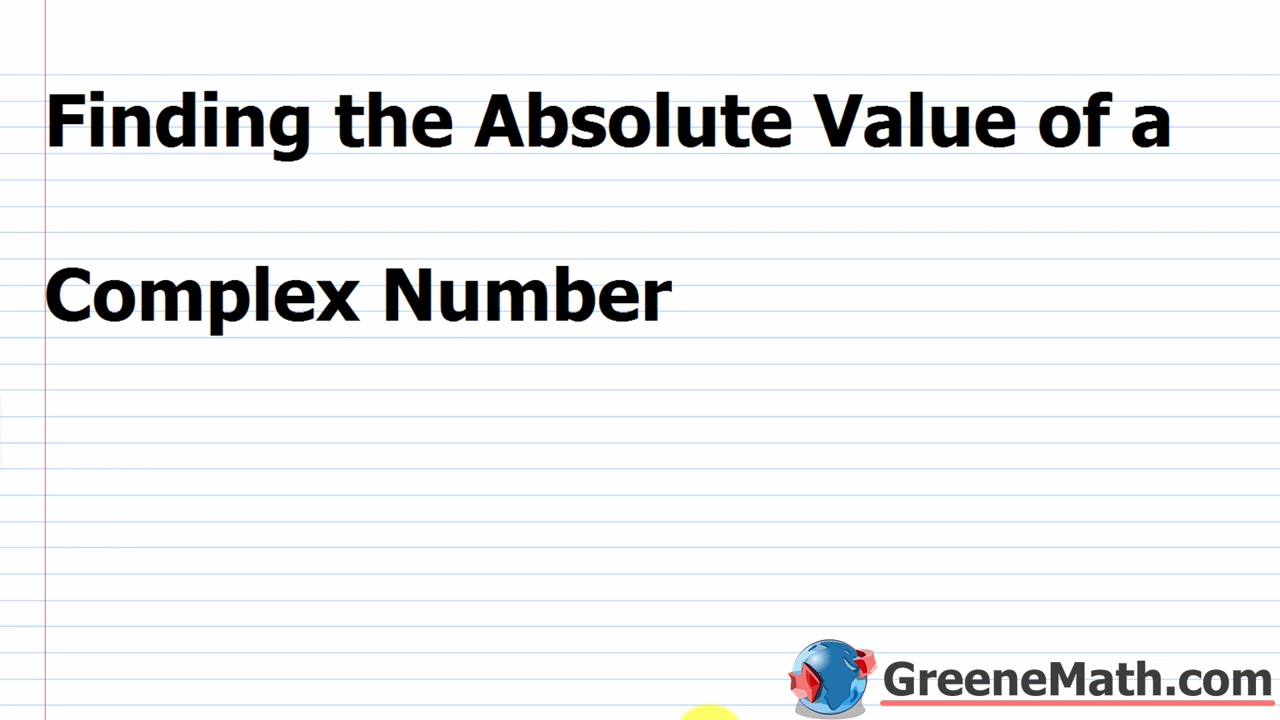 Finding the Absolute Value of a
Complex Number
GreeneMath.com